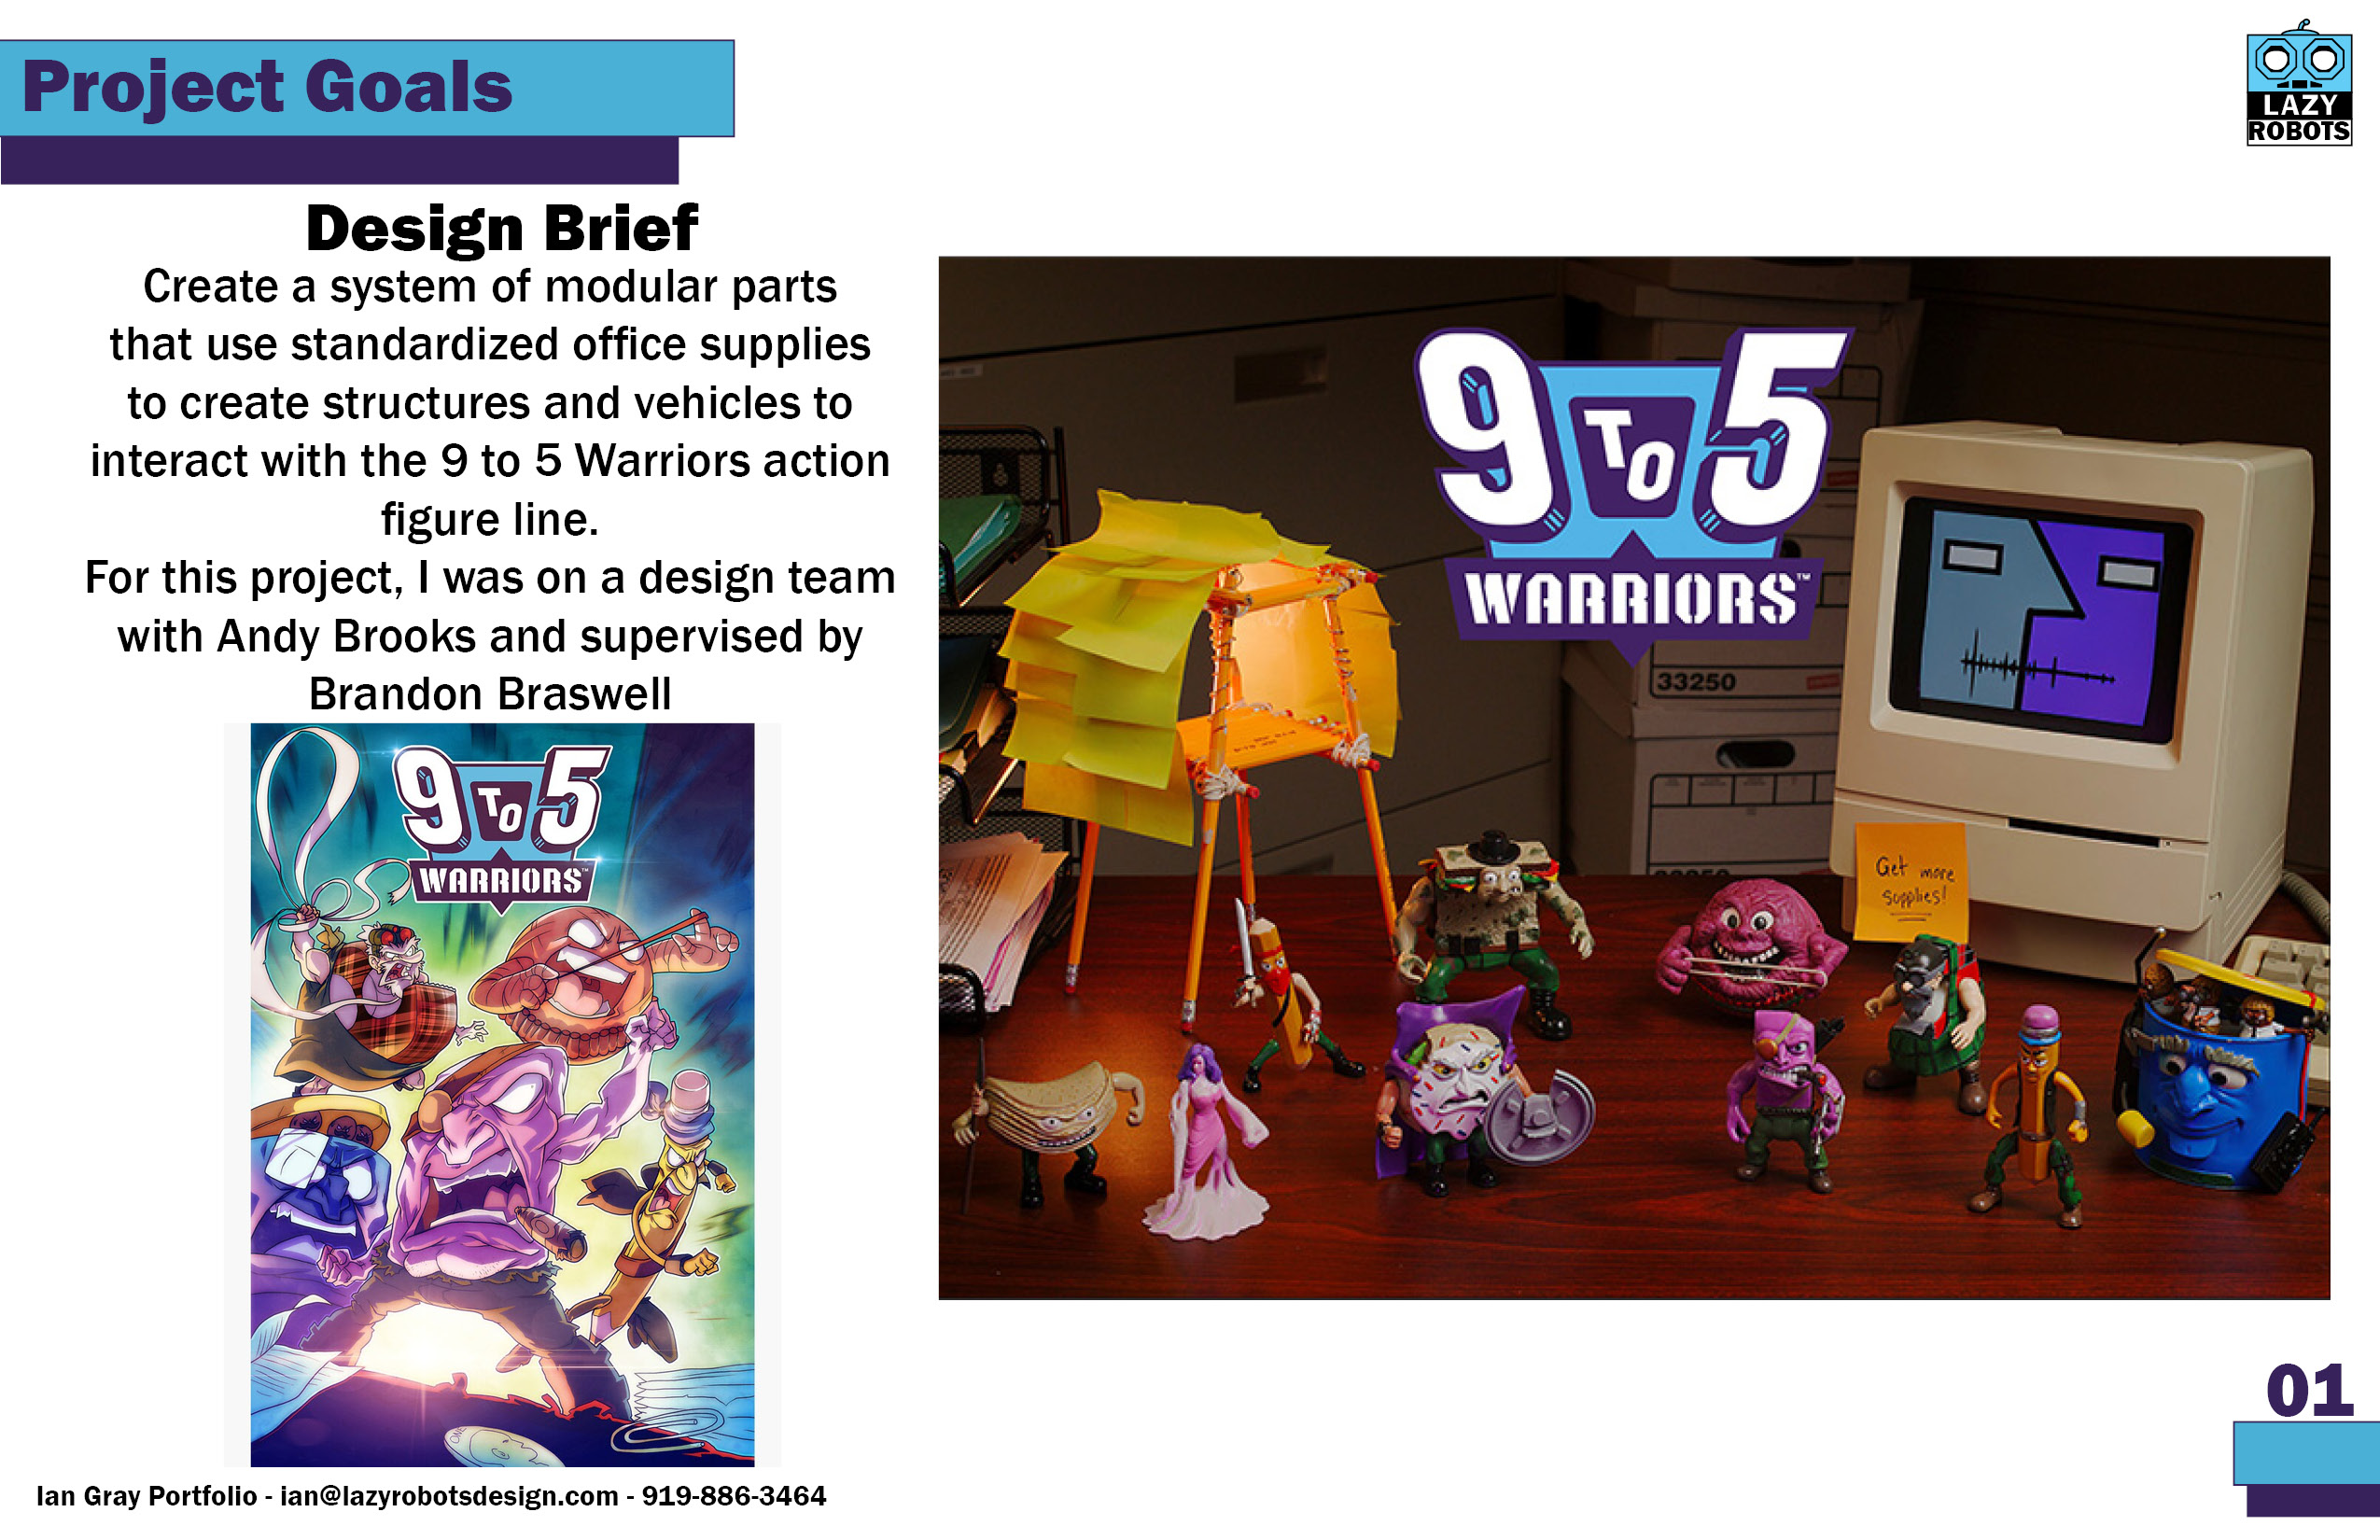 Project Goals
LAZY
ROBOTS
Design Brief
Create a system of modular parts
that use standardized office supplies
to create structures and vehicles to
interact with the 9 to 5 Warriors action
figure line.
For this project, I was on a design team
with Andy Brooks and supervised by
Brandon Braswell
9 TO 5
WARRIORS™
ONE
9 TO 5
WARRIORS™
33250
Get more
supplies!
01
Ian Gray Portfolio - ian@lazyrobotsdesign.com - 919-886-3464